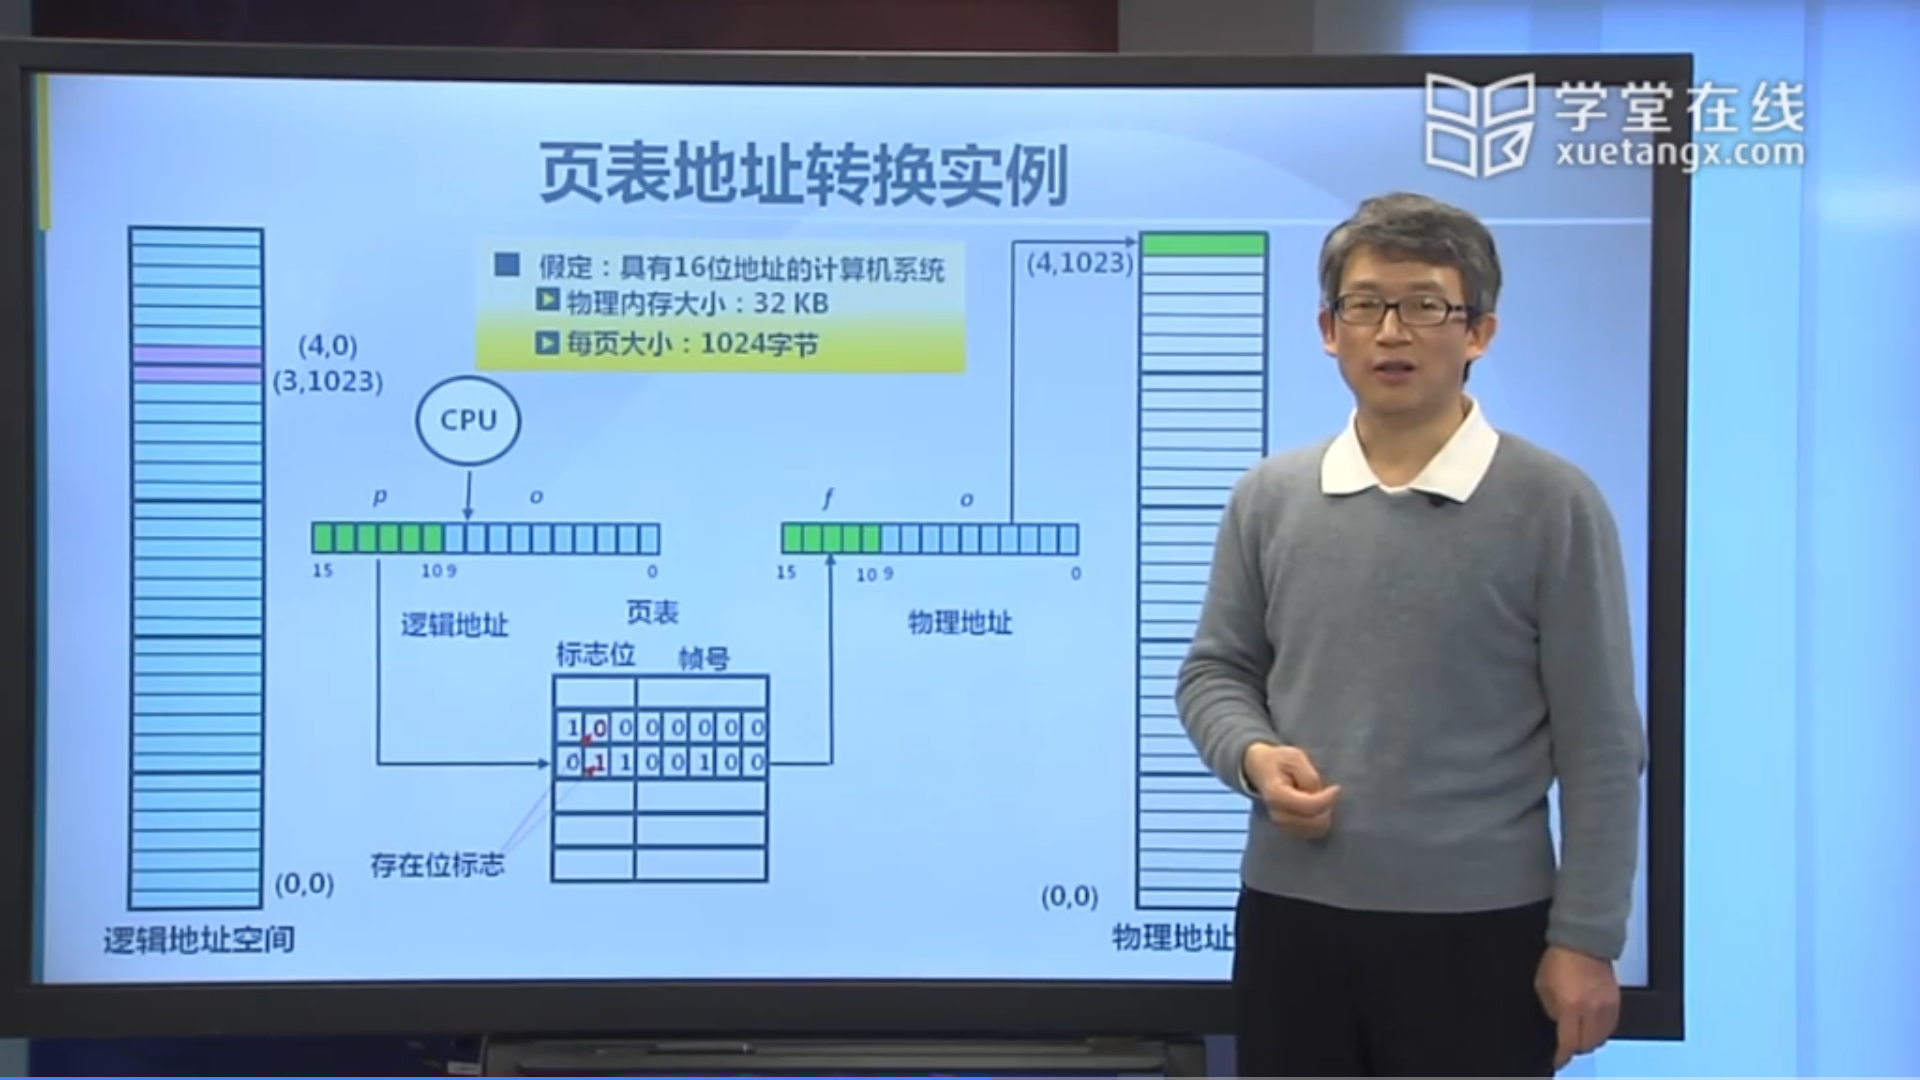 学堂在线
xuetangx.com
页表地址转换实例
假定：具有16位地址的计算机系统
物理内存大小：32 KB
每页大小：1024字节
(4,1023)
(4,0)
(3,1023)
CPU
p
o
f
o
15
10 9
0
15
10 9
0
逻辑地址
页表
物理地址
标志位
帧号
1 0 0 0 0 0 0 0
0 1 1 0 0 1 0 0
存在位标志
(0,0)
(0,0)
逻辑地址空间
物理地址